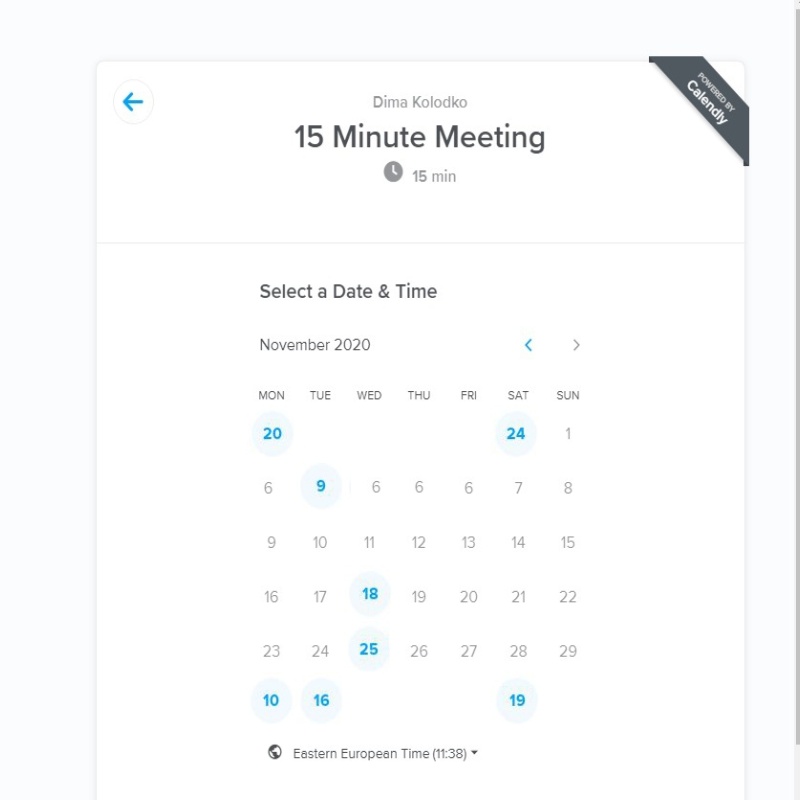 POWERED BY
Calendly
Dima Kolodko
15 Minute Meeting
15 min
Select a Date & Time
November 2020
MON TUE WED THU FRI SAT SUN
20 24 1
6 9 6 6 6 7 8
9 10 11 12 13 14 15
16 17 18 19 20 21 22
23 24 25 26 27 28 29
10 16 19
Eastern European Time (11:38)